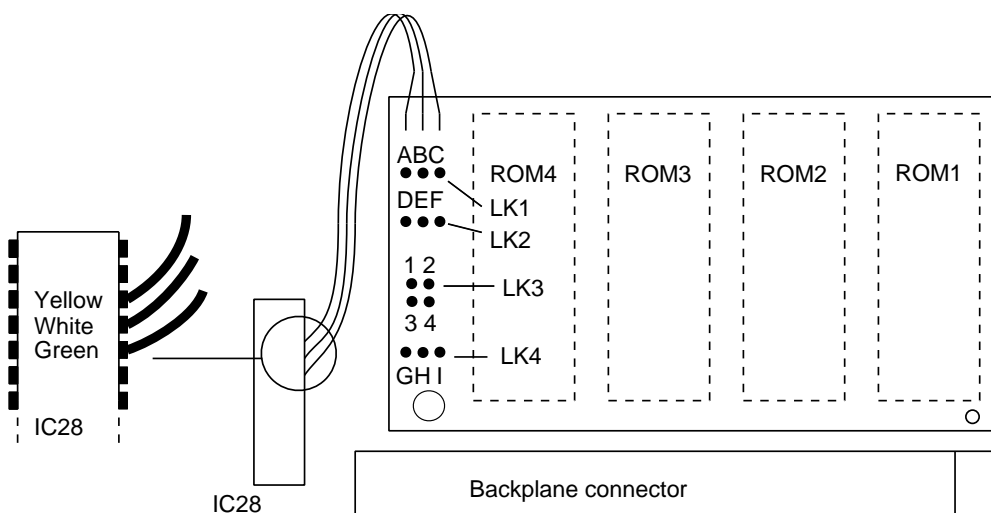 ABC
ROM4
ROM3
ROM2
ROM1
LK1
DEF
LK2
1 2
LK3
3 4
LK4
GH I
Yellow
White
Green
IC28
IC28
Backplane connector